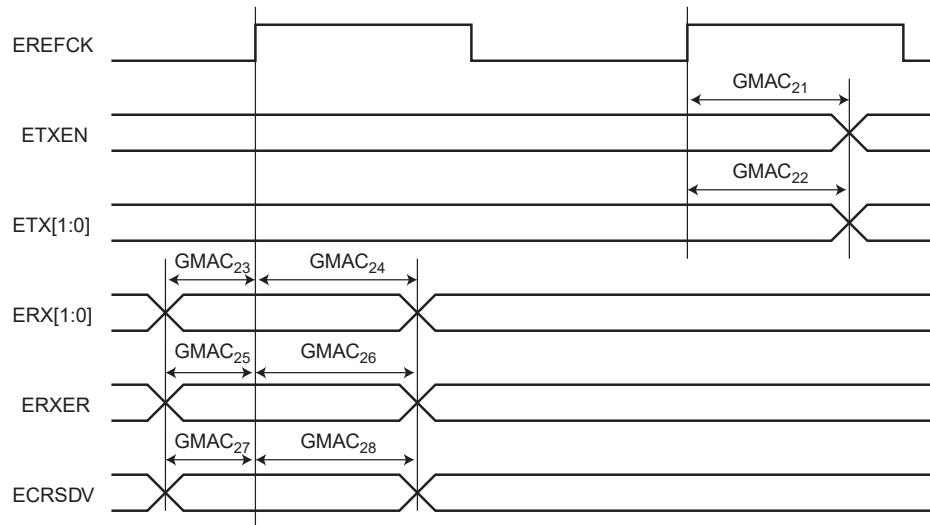 EREFCK
GMAC21
ETXEN
GMAC22
ETX[1:0]
GMAC23 GMAC24
ERX[1:0]
GMAC25 GMAC26
ERXER
GMAC27 GMAC28
ECRSDV